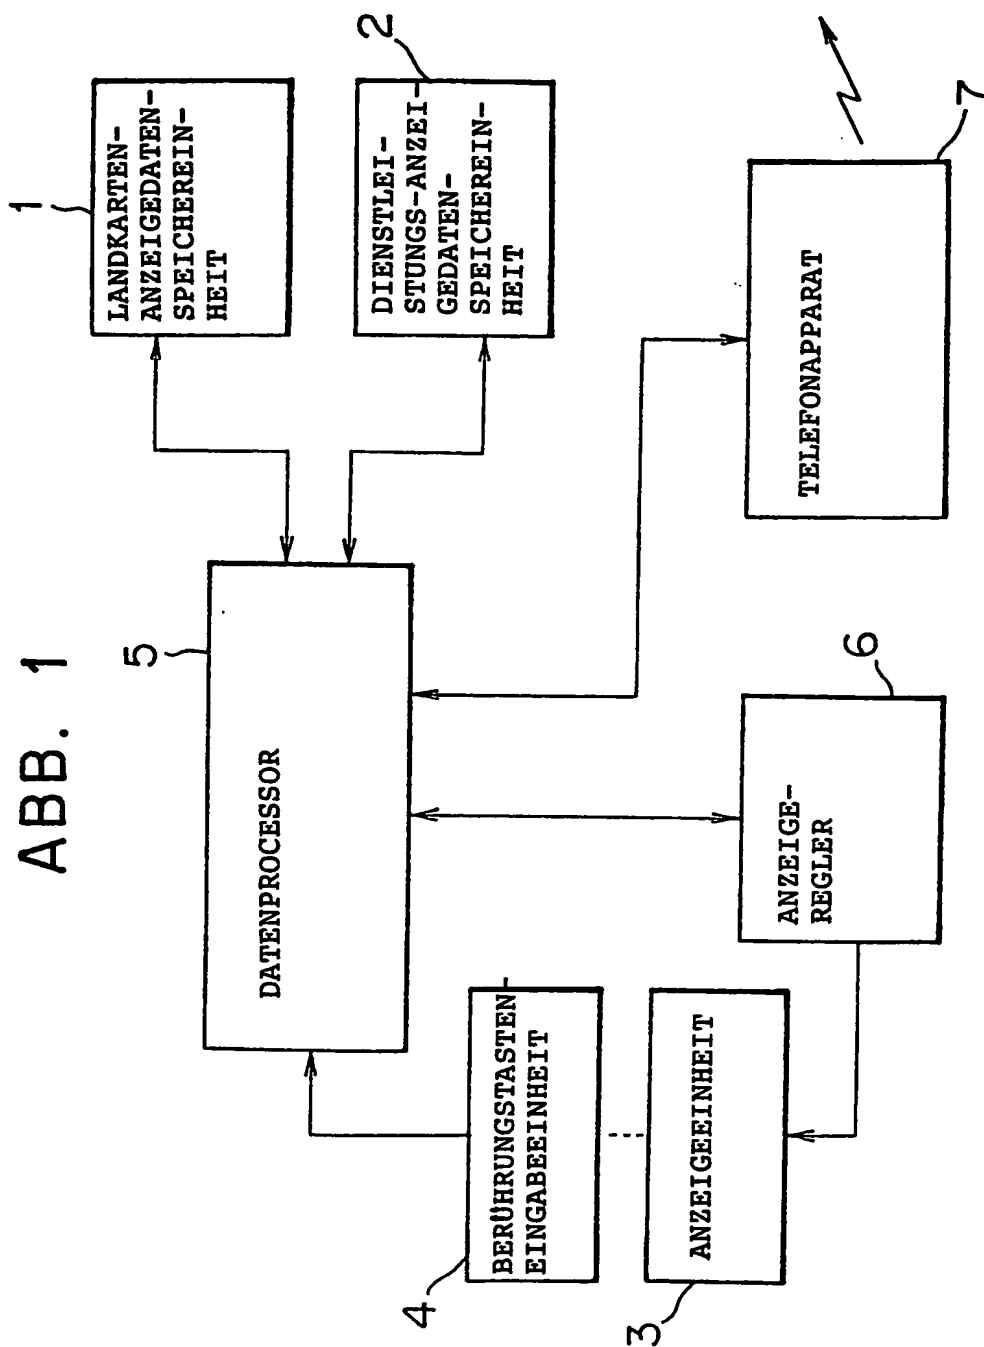 ABB. 1
4
BERÜHRUNGSTASTEN-
EINGABEEINHEIT
3
ANZEIGEEINHEIT
5
DATENPROCESSOR
6
ANZEIGE-
REGLER
1
LANDKARTEN-
ANZEIGEDATEN-
SPEICHEREIN-
HEIT
2
DIENSTLEI-
STUNGS-ANZEI-
GEDATEN-
SPEICHEREIN-
HEIT
7
TELEFONAPPARAT